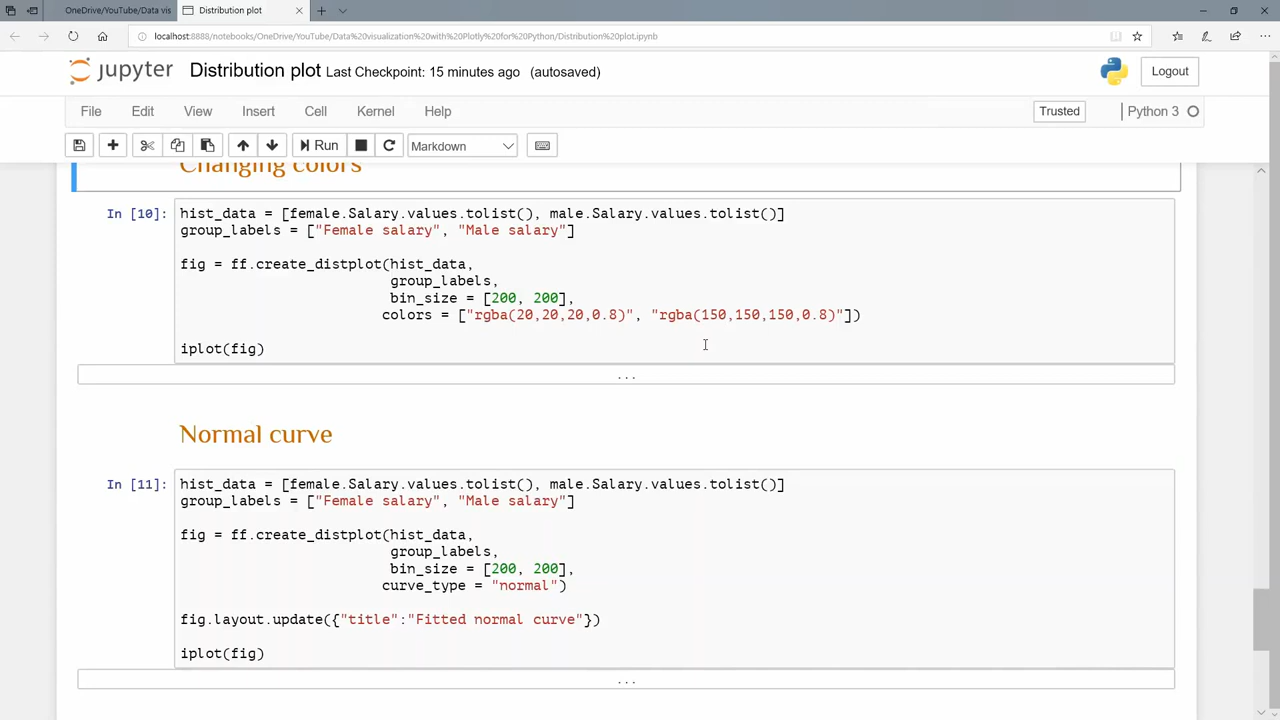 OneDrive/YouTube/Data vis
Distribution plot
localhost:8888/notebooks/OneDrive/YouTube/Data%20visualization%20with%20Plotly%20for%20Python/Distribution%20plot.ipynb
jupyter Distribution plot Last Checkpoint: 15 minutes ago (autosaved)
Logout
File Edit View Insert Cell Kernel Help
Trusted
Python 3
Run
Markdown
Changing colors
In [10]:
hist_data = [female.Salary.values.tolist(), male.Salary.values.tolist()]
group_labels = ["Female salary", "Male salary"]
fig = ff.create_distplot(hist_data,
group_labels,
bin_size = [200, 200],
colors = ["rgba(20,20,20,0.8)", "rgba(150,150,150,0.8)"])
iplot(fig)
...
Normal curve
In [11]:
hist_data = [female.Salary.values.tolist(), male.Salary.values.tolist()]
group_labels = ["Female salary", "Male salary"]
fig = ff.create_distplot(hist_data,
group_labels,
bin_size = [200, 200],
curve_type = "normal")
fig.layout.update({"title":"Fitted normal curve"})
iplot(fig)
...